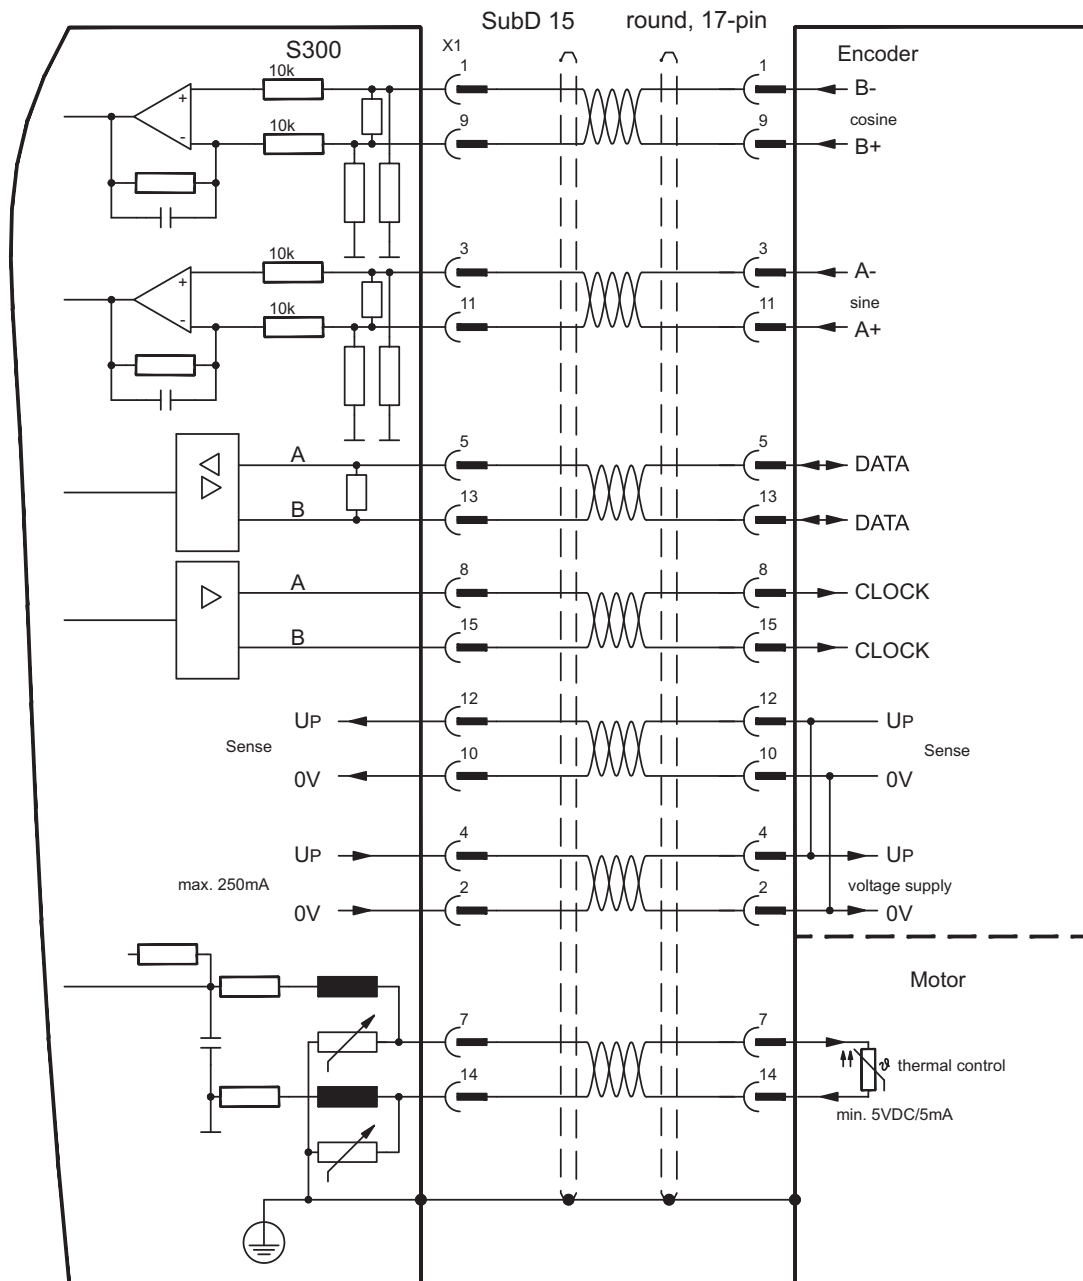 SubD 15 round, 17-pin
S300 X1 Encoder
10k 1 1 B-
+
cosine
10k 9 9 B+
-
10k 3 3 A-
+
sine
10k 11 11 A+
-
A 5 5 DATA
B 13 13 DATA
A 8 8 CLOCK
B 15 15 CLOCK
UP 12 12 UP
Sense Sense
0V 10 10 0V
UP 4 4 UP
max. 250mA voltage supply
0V 2 2 0V
Motor
7 7
ϑ thermal control
14 14
min. 5VDC/5mA